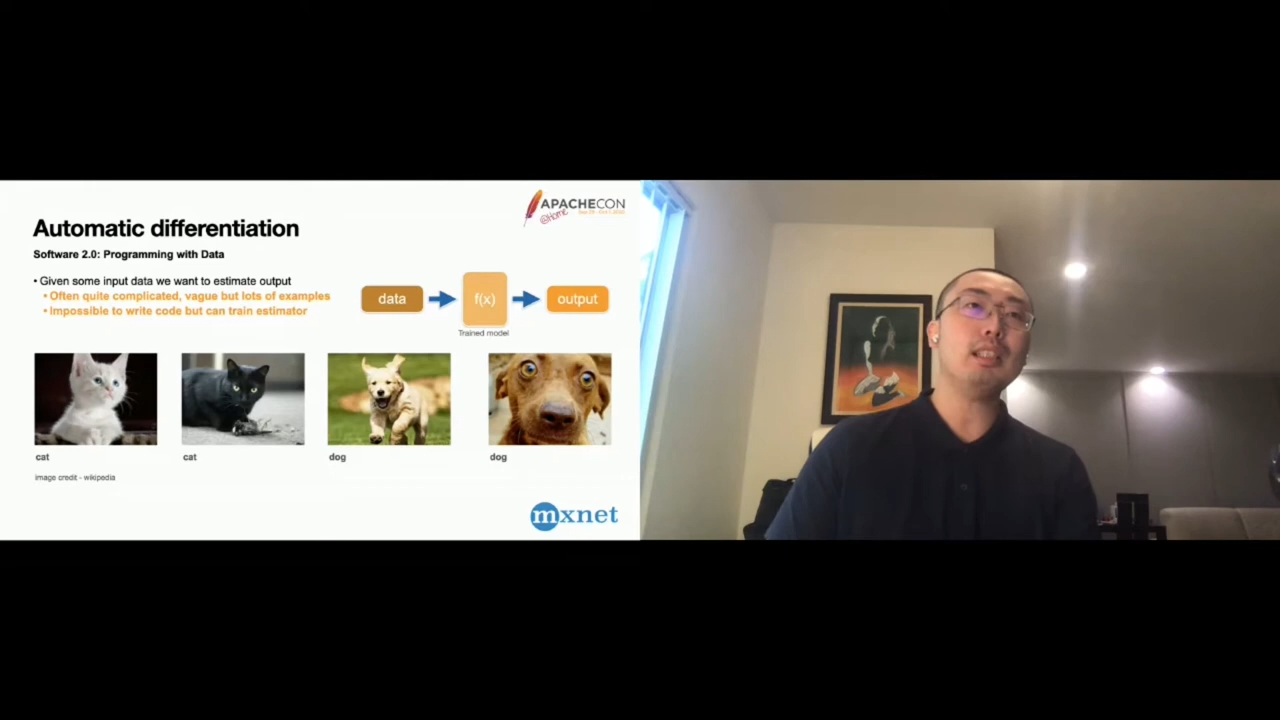 APACHECON
@Home
Automatic differentiation
Software 2.0: Programming with Data
• Given some input data we want to estimate output
• Often quite complicated, vague but lots of examples
• Impossible to write code but can train estimator
data
f(x)
output
Trained model
cat
cat
dog
dog
image credit - wikipedia
mxnet